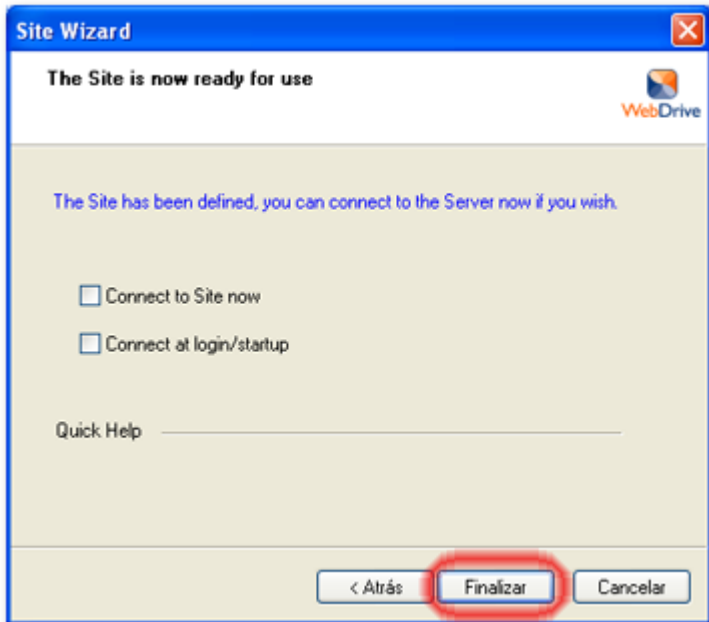 Site Wizard
The Site is now ready for use
WebDrive
The Site has been defined, you can connect to the Server now if you wish.
Connect to Site now
Connect at login/startup
Quick Help
< Atrás Finalizar Cancelar